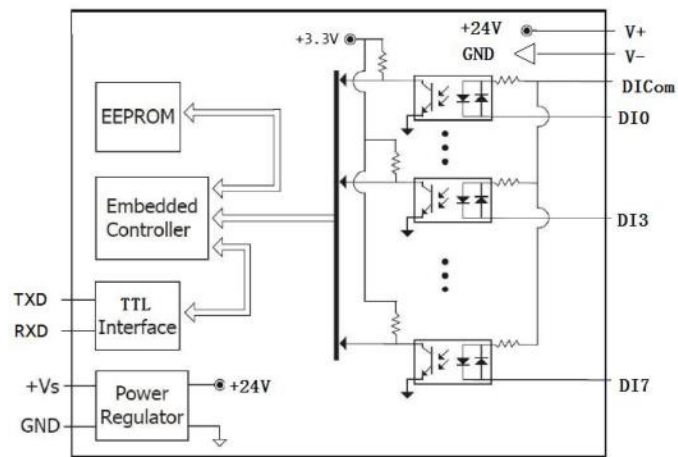 +24V
V+
+3.3V
GND
V-
DICom
EEPROM
DI0
Embedded
Controller
DI3
TXD
TTL
RXD
Interface
+Vs
Power
+24V
DI7
GND
Regulator